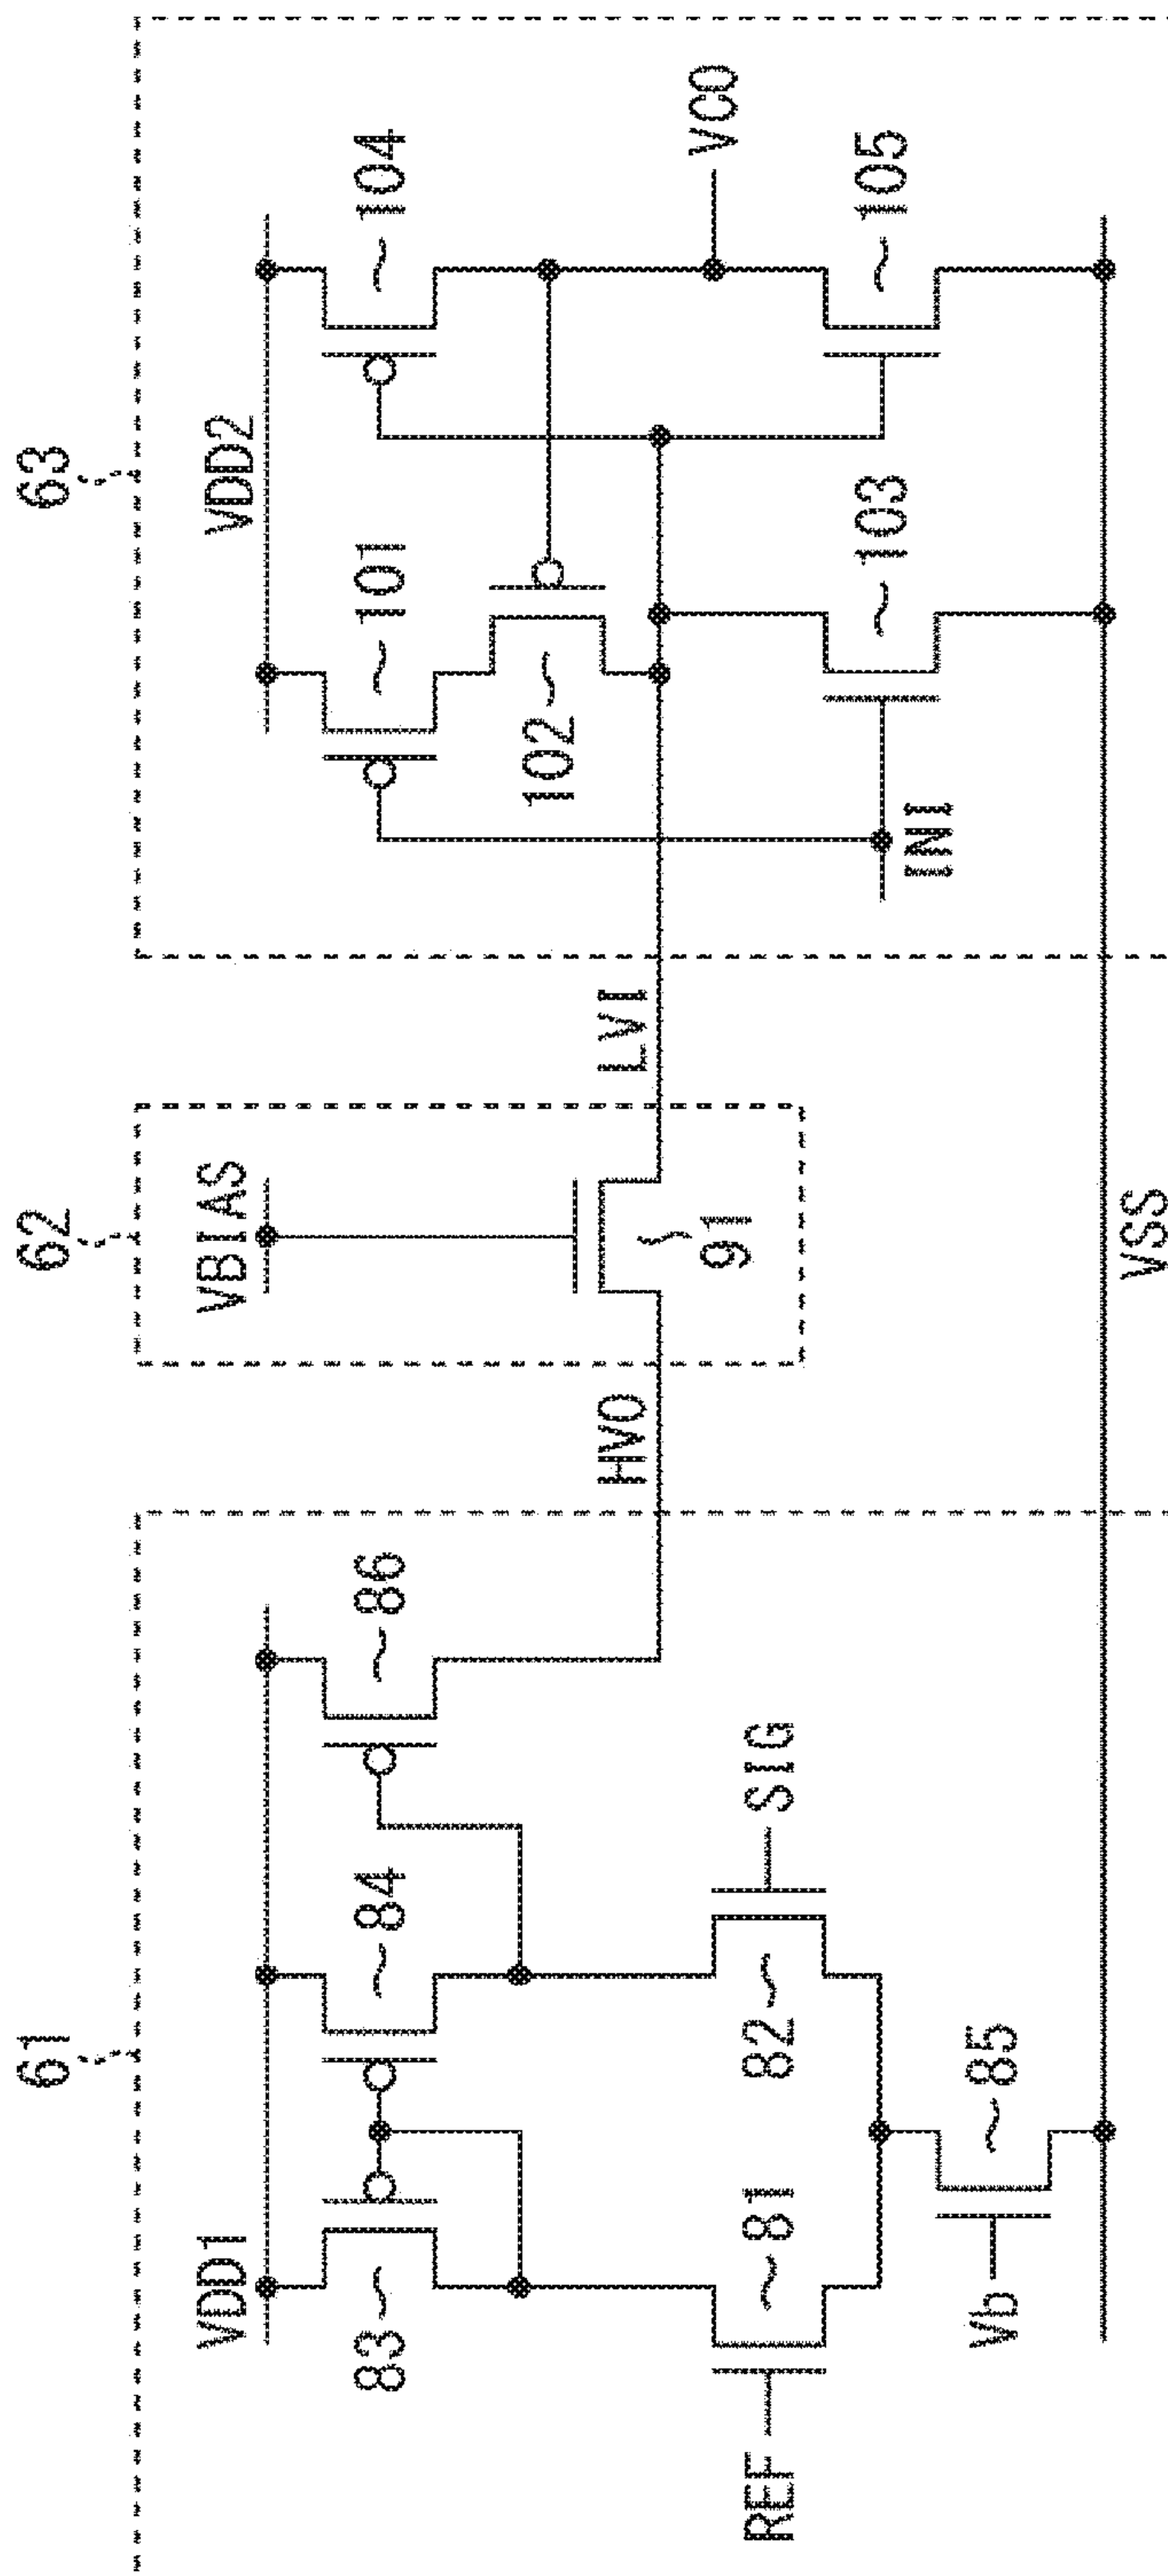 61
62
63
VDD1
VBIAS
VDD2
83
84
86
101
104
102
HVO
LVI
91
VCO
REF
81
82
SIG
103
105
INI
Vb
85
VSS